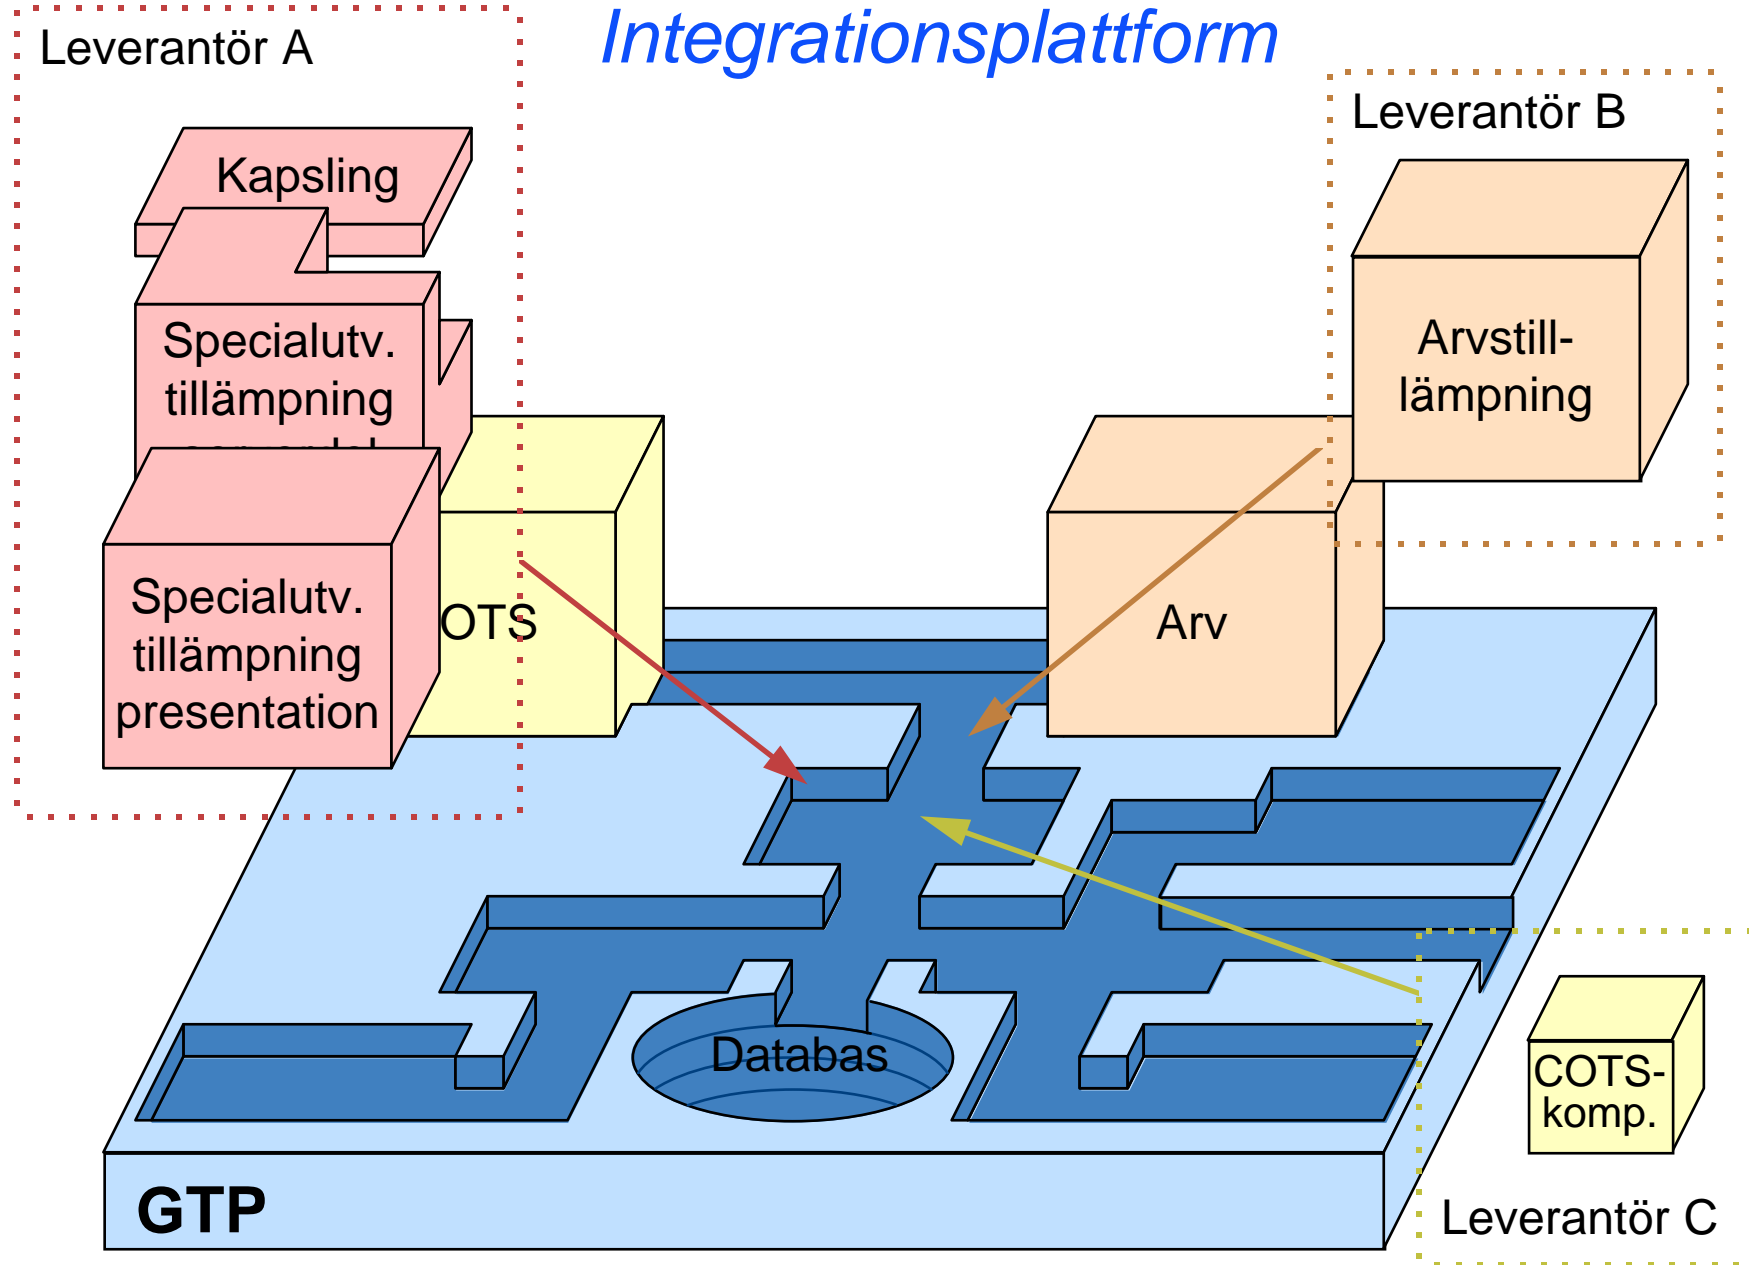 Integrationsplattform
Leverantör A
Kapsling
Specialutv.
tillämpning
Specialutv.
tillämpning
presentation
OTS
Leverantör B
Arvstill-
lämpning
Arv
Databas
COTS-
komp.
Leverantör C
GTP